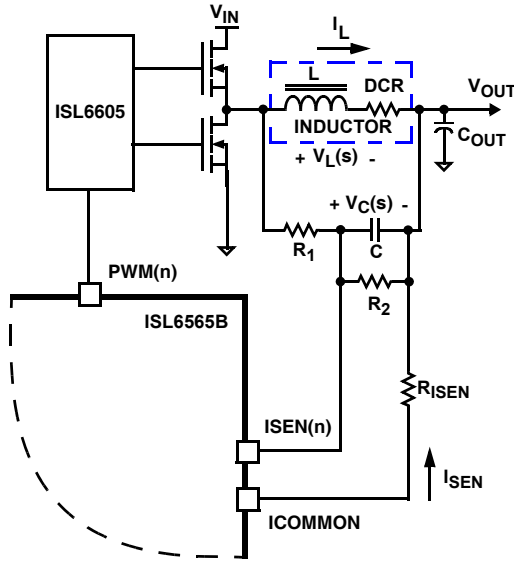 V_IN
I_L
L
DCR
V_OUT
ISL6605
INDUCTOR
C_OUT
+ V_L(s) -
+ V_C(s) -
R_1
C
PWM(n)
R_2
ISL6565B
R_ISEN
ISEN(n)
I_SEN
ICOMMON